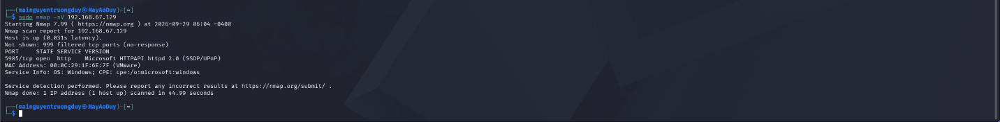 ┌──(mainguyentruongduy㉿MayAoDuy)-[~]
└─$ sudo nmap -sV 192.168.67.129
Starting Nmap 7.99 ( https://nmap.org ) at 2026-09-29 06:04 -0400
Nmap scan report for 192.168.67.129
Host is up (0.031s latency).
Not shown: 999 filtered tcp ports (no-response)
PORT     STATE SERVICE VERSION
5985/tcp open  http    Microsoft HTTPAPI httpd 2.0 (SSDP/UPnP)
MAC Address: 00:0C:29:1F:6E:7F (VMware)
Service Info: OS: Windows; CPE: cpe:/o:microsoft:windows

Service detection performed. Please report any incorrect results at https://nmap.org/submit/ .
Nmap done: 1 IP address (1 host up) scanned in 44.99 seconds

┌──(mainguyentruongduy㉿MayAoDuy)-[~]
└─$